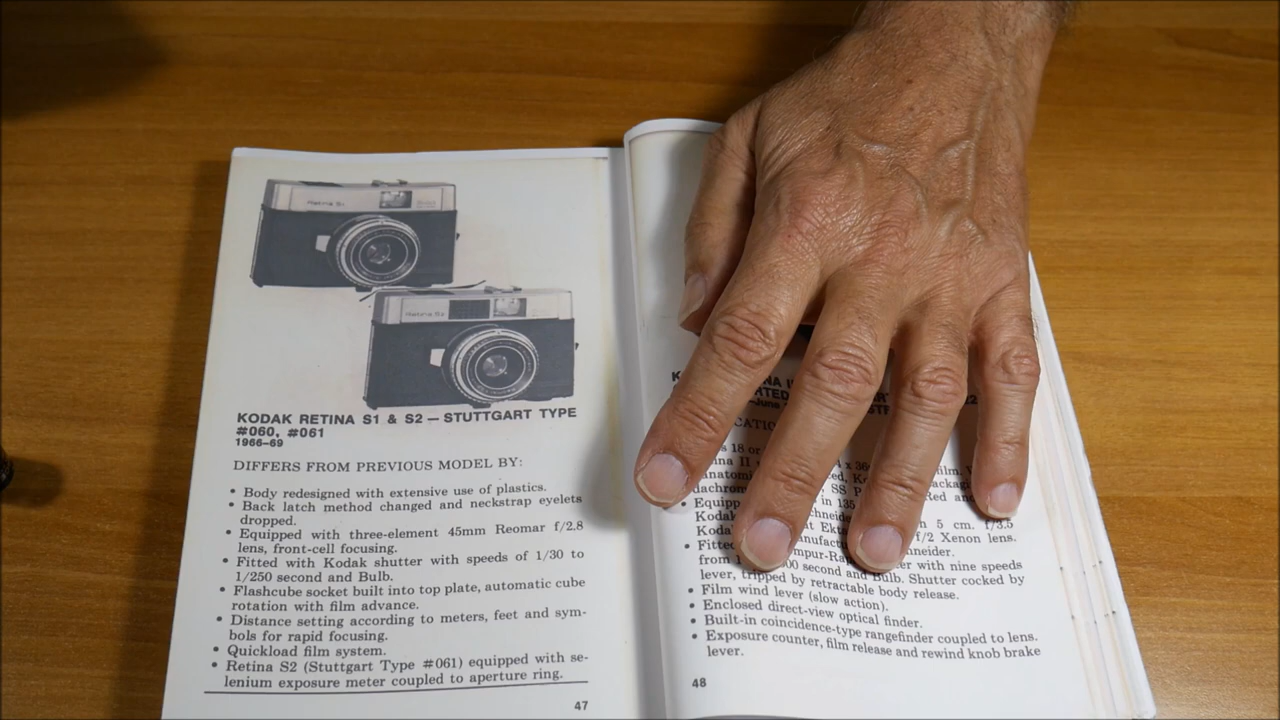 Retina S1
Retina S2
KODAK RETINA S1 & S2 — STUTTGART TYPE
#060, #061
1966–69
DIFFERS FROM PREVIOUS MODEL BY:
• Body redesigned with extensive use of plastics.
• Back latch method changed and neckstrap eyelets
dropped.
• Equipped with three-element 45mm Reomar f/2.8
lens, front-cell focusing.
• Fitted with Kodak shutter with speeds of 1/30 to
1/250 second and Bulb.
• Flashcube socket built into top plate, automatic cube
rotation with film advance.
• Distance setting according to meters, feet and sym-
bols for rapid focusing.
• Quickload film system.
• Retina S2 (Stuttgart Type #061) equipped with se-
lenium exposure meter coupled to aperture ring.
47
18 or
film.
Red and
• in 135
5 cm. f/3.5
f/2 Xenon lens.
• Fitted with nine speeds
from second and Bulb. Shutter cocked by
lever, tripped by retractable body release.
• Film wind lever (slow action).
• Enclosed direct-view optical finder.
• Built-in coincidence-type rangefinder coupled to lens.
• Exposure counter, film release and rewind knob brake
lever.
48